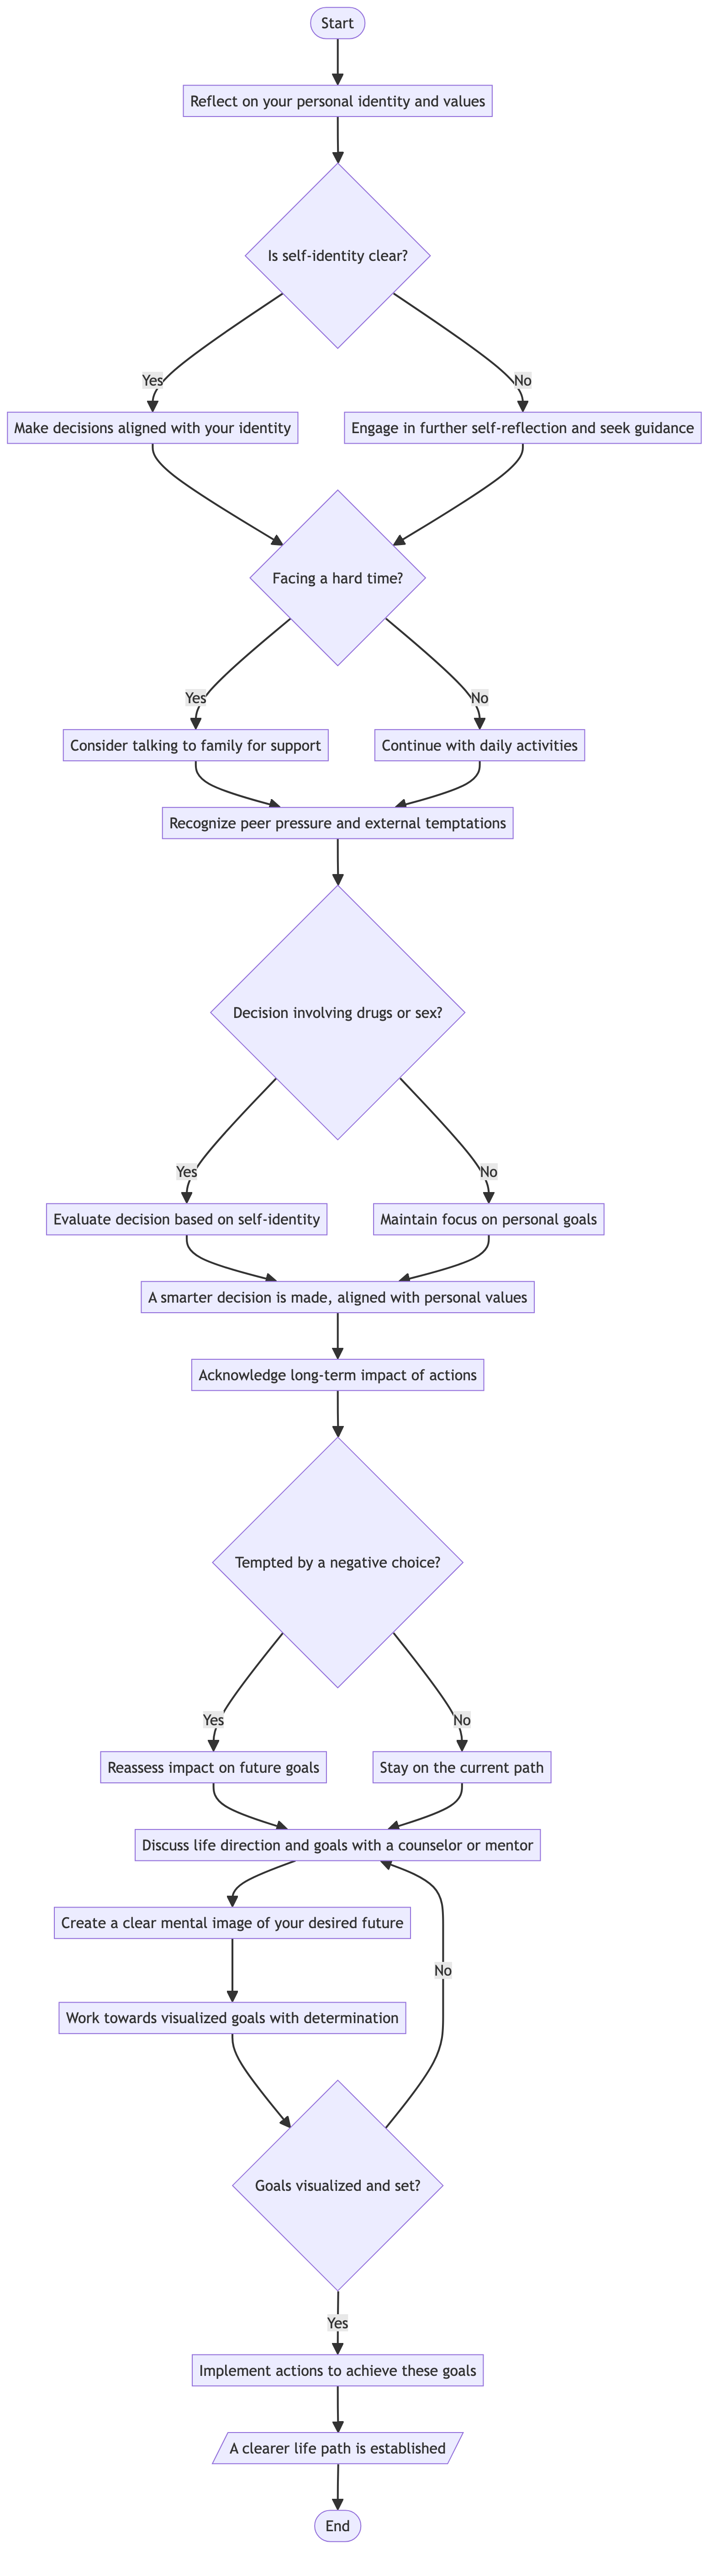 Start
Reflect on your personal identity and values
Is self-identity clear?
Yes
No
Make decisions aligned with your identity
Engage in further self-reflection and seek guidance
Facing a hard time?
Yes
No
Consider talking to family for support
Continue with daily activities
Recognize peer pressure and external temptations
Decision involving drugs or sex?
Yes
No
Evaluate decision based on self-identity
Maintain focus on personal goals
A smarter decision is made, aligned with personal values
Acknowledge long-term impact of actions
Tempted by a negative choice?
Yes
No
Reassess impact on future goals
Stay on the current path
Discuss life direction and goals with a counselor or mentor
Create a clear mental image of your desired future
No
Work towards visualized goals with determination
Goals visualized and set?
Yes
Implement actions to achieve these goals
A clearer life path is established
End